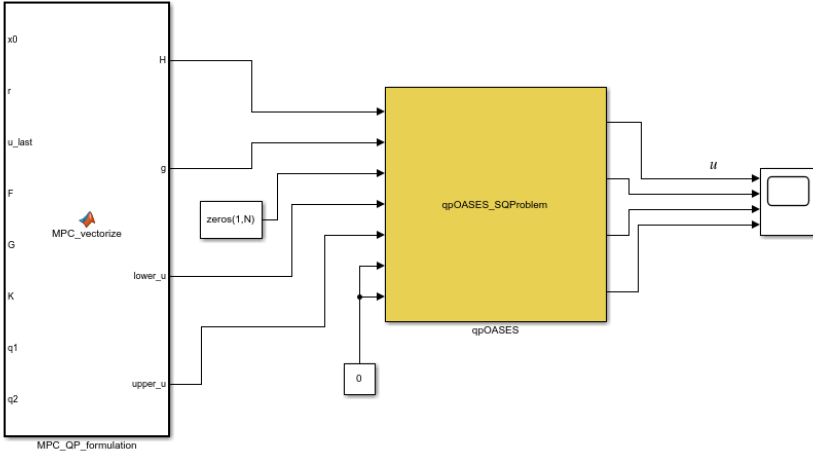 x0
r
u_last
F
G
K
q1
q2
MPC_vectorize
H
g
lower_u
upper_u
MPC_QP_formulation
zeros(1,N)
0
qpOASES_SQProblem
qpOASES
u